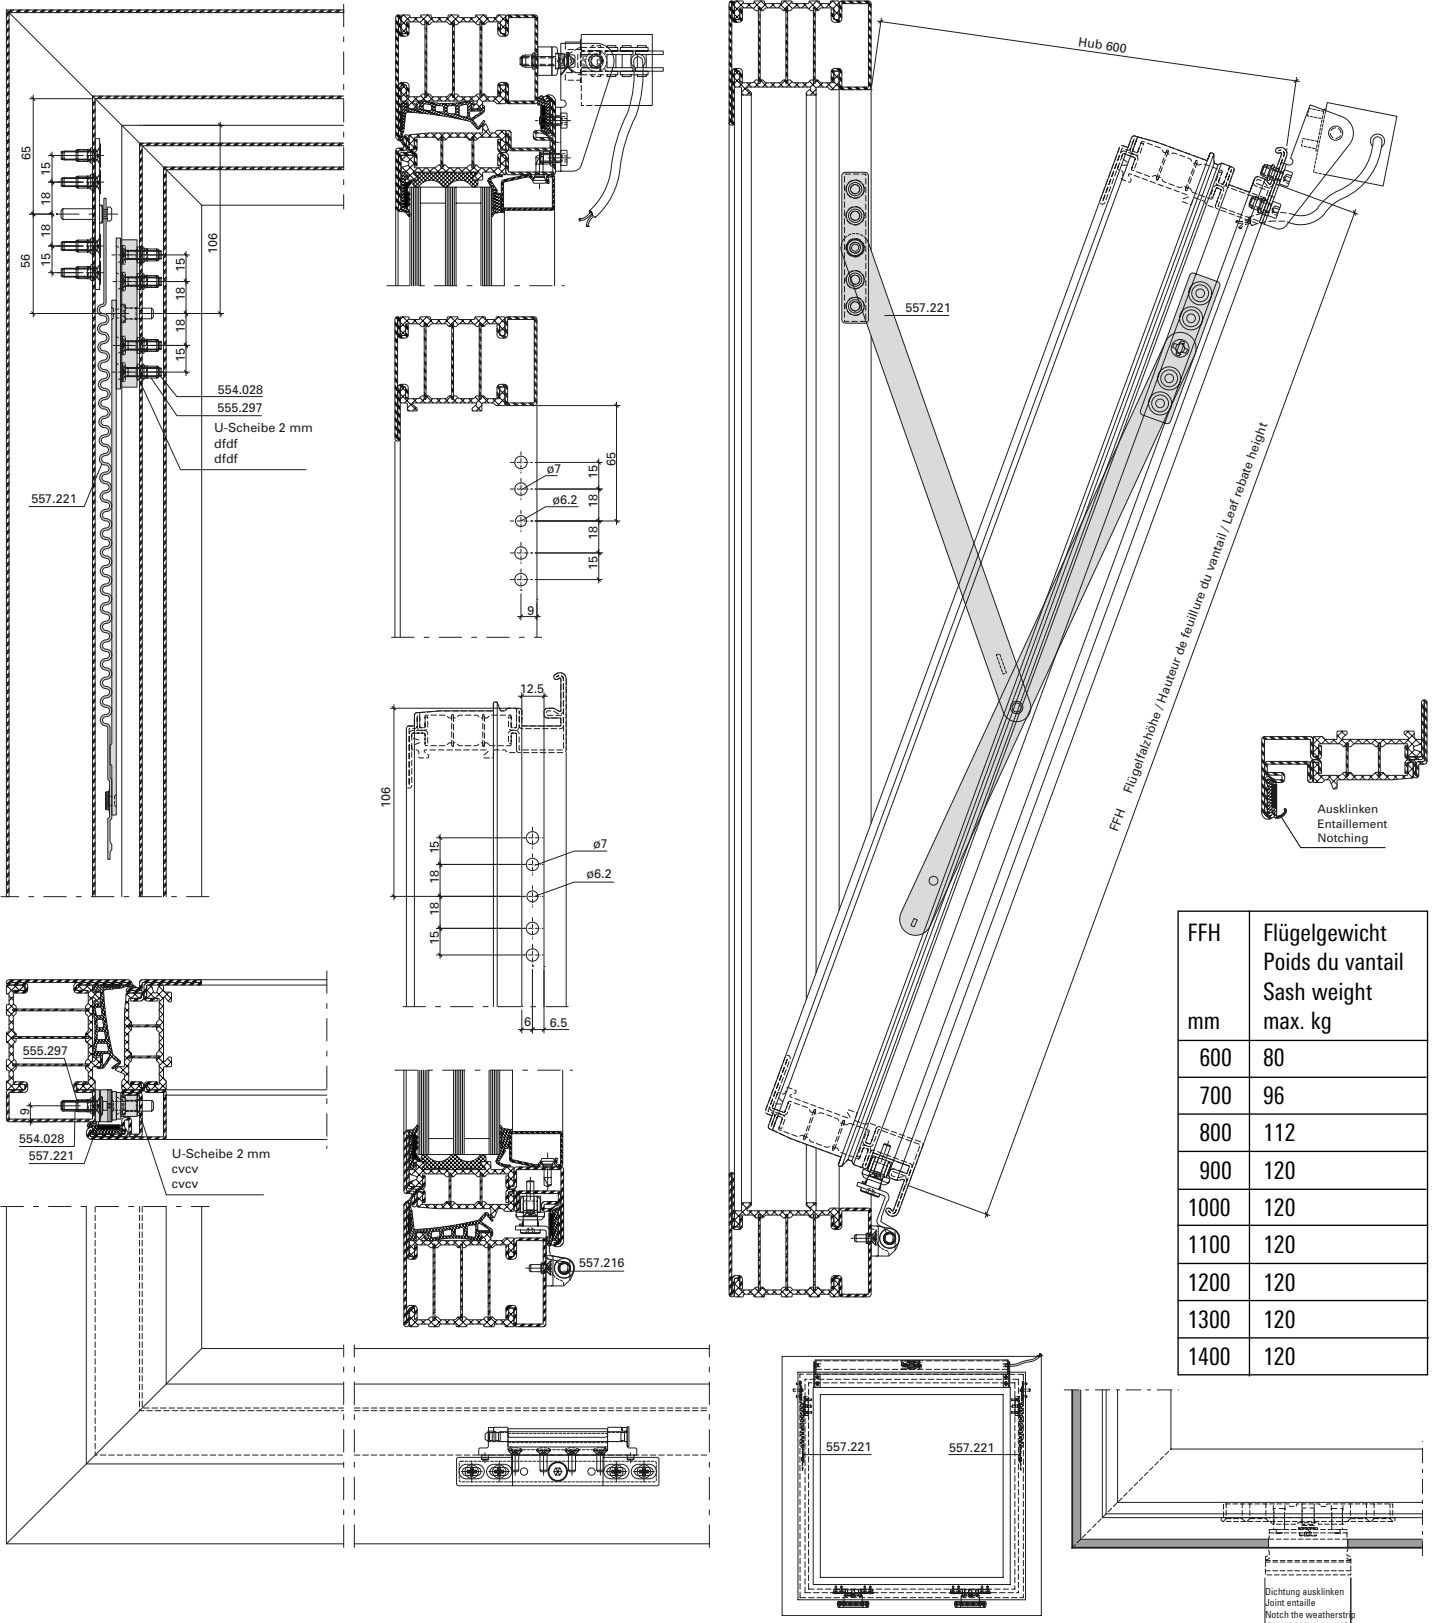 65
15
18
56
18
15
106
15
18
18
15
554.028
555.297
U-Scheibe 2 mm
dfdf
dfdf
557.221
ø7
ø6.2
15
18
18
15
65
9
12.5
106
15
18
18
15
ø7
ø6.2
6
6.5
Hub 600
557.221
FFH Flügelfalzhöhe / Hauteur de feuillure du vantail / Leaf rebate height
Ausklinken
Entaillement
Notching
555.297
9
554.028
557.221
U-Scheibe 2 mm
cvcv
cvcv
557.216
FFH Flügelgewicht
Poids du vantail
Sash weight
mm max. kg
600 80
700 96
800 112
900 120
1000 120
1100 120
1200 120
1300 120
1400 120
557.221 557.221
Dichtung ausklinken
Joint entaille
Notch the weatherstrip